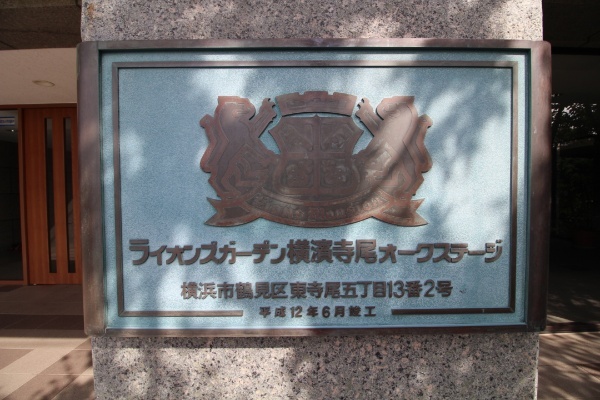 ライオンズガーデン横濱寺尾オークステージ
横浜市鶴見区東寺尾五丁目13番2号
平成12年6月竣工